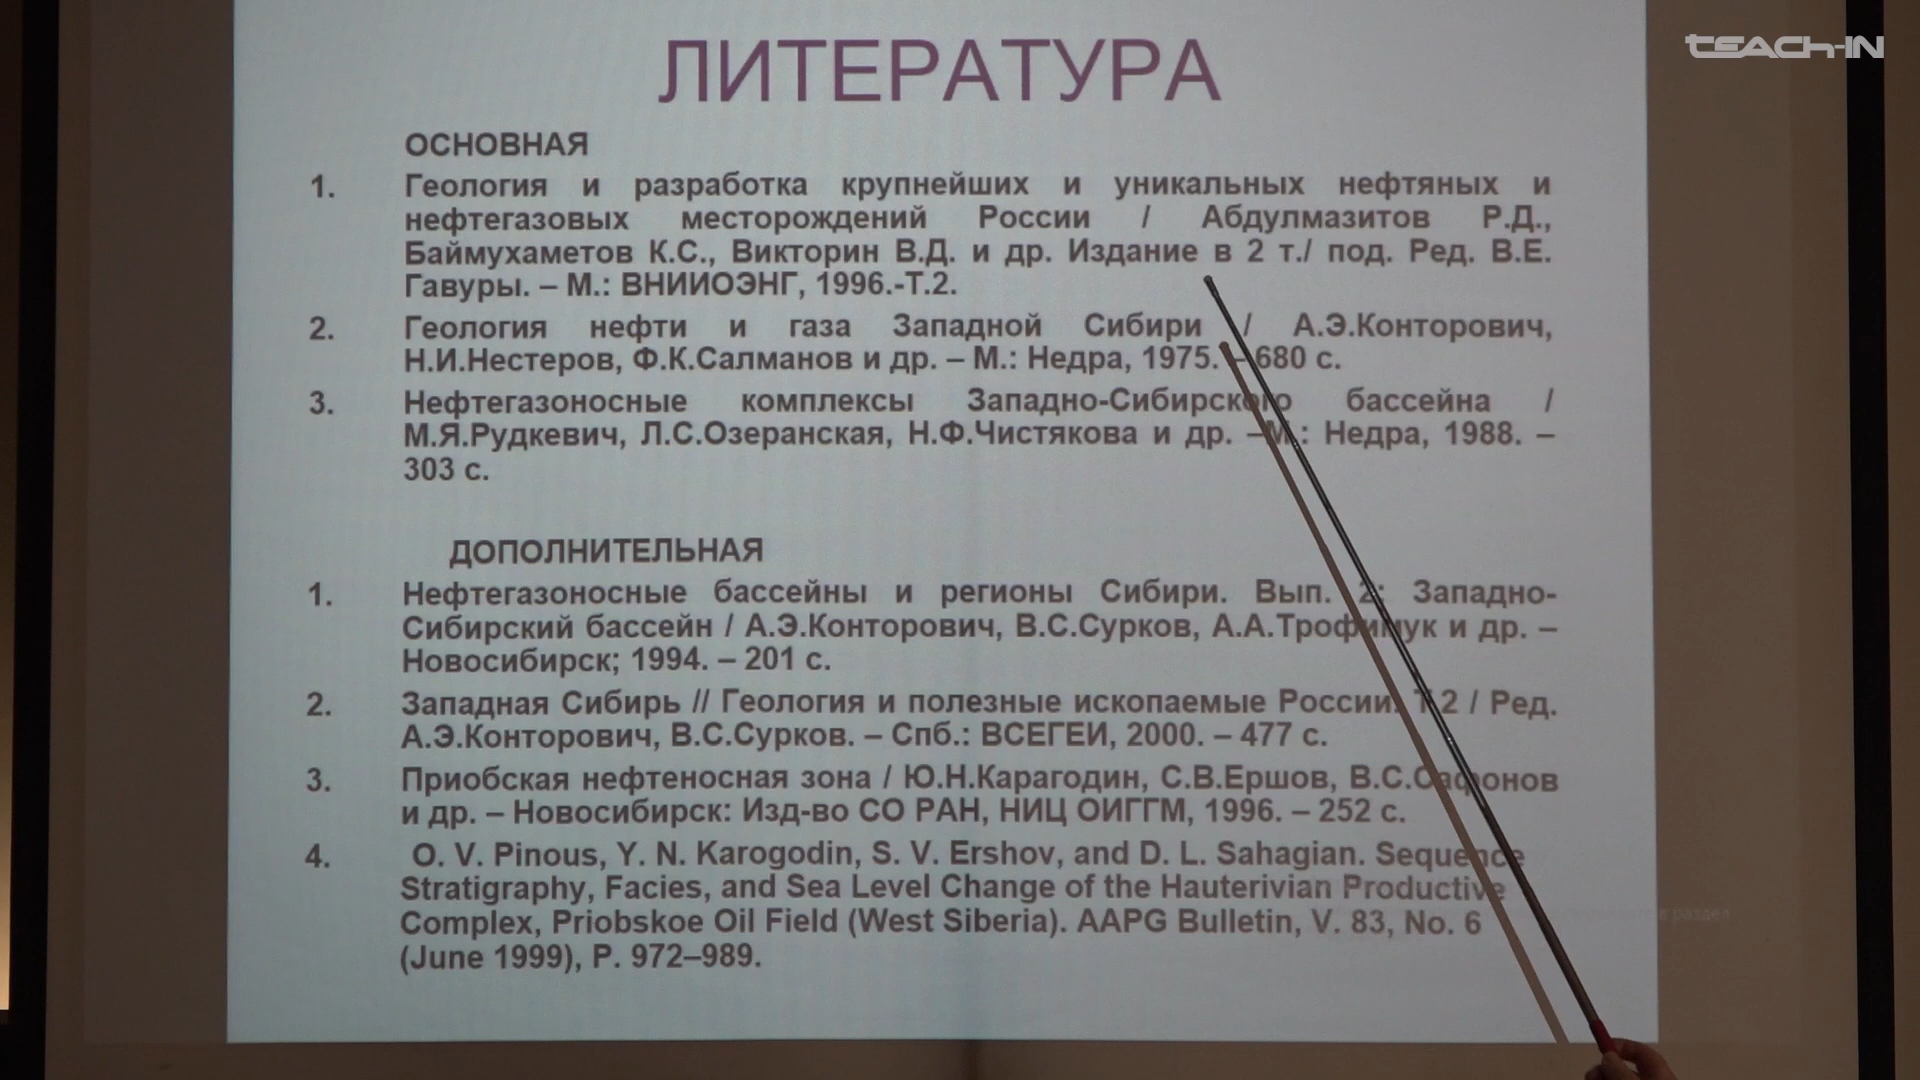 TEACH-IN
ЛИТЕРАТУРА
ОСНОВНАЯ
1. Геология и разработка крупнейших и уникальных нефтяных и
нефтегазовых месторождений России / Абдулмазитов Р.Д.,
Баймухаметов К.С., Викторин В.Д. и др. Издание в 2 т./ под. Ред. В.Е.
Гавуры. – М.: ВНИИОЭНГ, 1996.-Т.2.
2. Геология нефти и газа Западной Сибири / А.Э.Конторович,
Н.И.Нестеров, Ф.К.Салманов и др. – М.: Недра, 1975. – 680 с.
3. Нефтегазоносные комплексы Западно-Сибирского бассейна /
М.Я.Рудкевич, Л.С.Озеранская, Н.Ф.Чистякова и др. –М.: Недра, 1988. –
303 с.
ДОПОЛНИТЕЛЬНАЯ
1. Нефтегазоносные бассейны и регионы Сибири. Вып. 2: Западно-
Сибирский бассейн / А.Э.Конторович, В.С.Сурков, А.А.Трофимук и др. –
Новосибирск; 1994. – 201 с.
2. Западная Сибирь // Геология и полезные ископаемые России. Т.2 / Ред.
А.Э.Конторович, В.С.Сурков. – Спб.: ВСЕГЕИ, 2000. – 477 с.
3. Приобская нефтеносная зона / Ю.Н.Карагодин, С.В.Ершов, В.С.Сафонов
и др. – Новосибирск: Изд-во СО РАН, НИЦ ОИГГМ, 1996. – 252 с.
4. O. V. Pinous, Y. N. Karogodin, S. V. Ershov, and D. L. Sahagian. Sequence
Stratigraphy, Facies, and Sea Level Change of the Hauterivian Productive
Complex, Priobskoe Oil Field (West Siberia). AAPG Bulletin, V. 83, No. 6
(June 1999), P. 972–989.